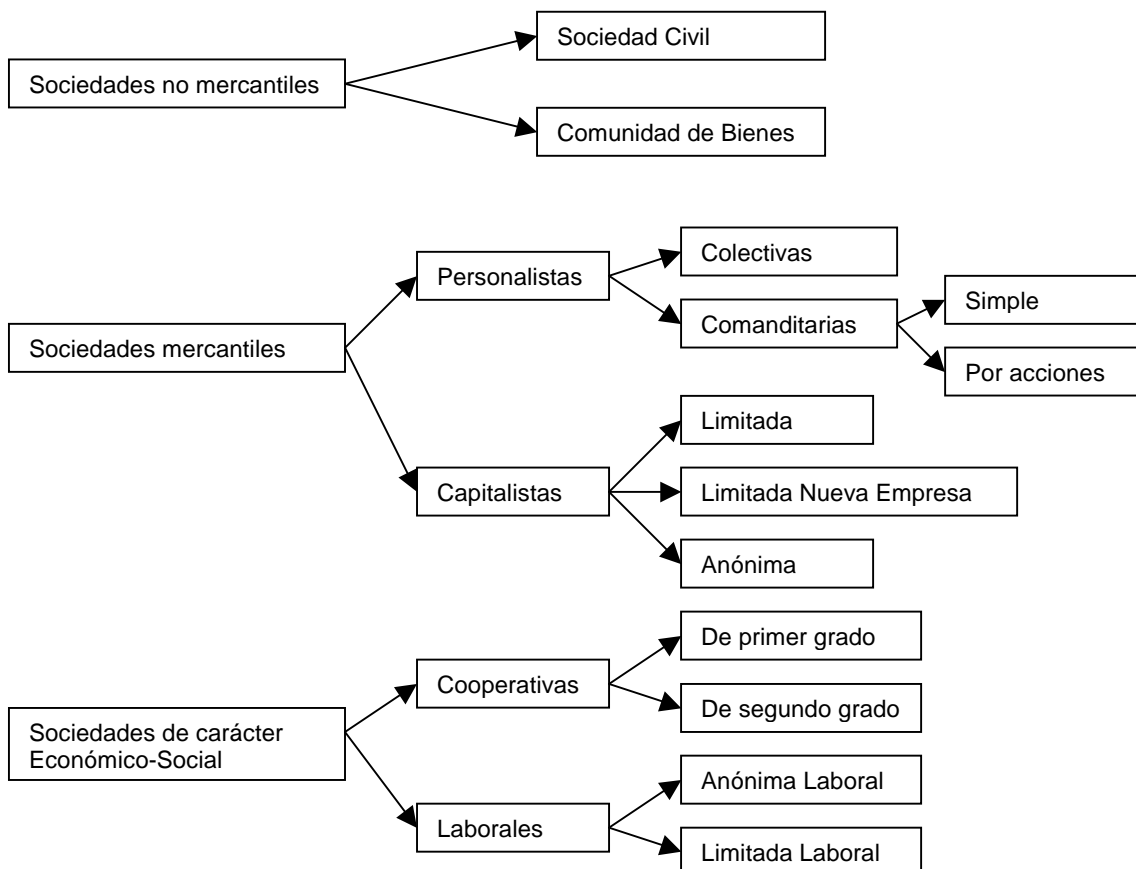 Sociedad Civil
Sociedades no mercantiles
Comunidad de Bienes
Colectivas
Personalistas
Simple
Comanditarias
Sociedades mercantiles
Por acciones
Limitada
Capitalistas
Limitada Nueva Empresa
Anónima
De primer grado
Cooperativas
De segundo grado
Sociedades de carácter
Económico-Social
Anónima Laboral
Laborales
Limitada Laboral